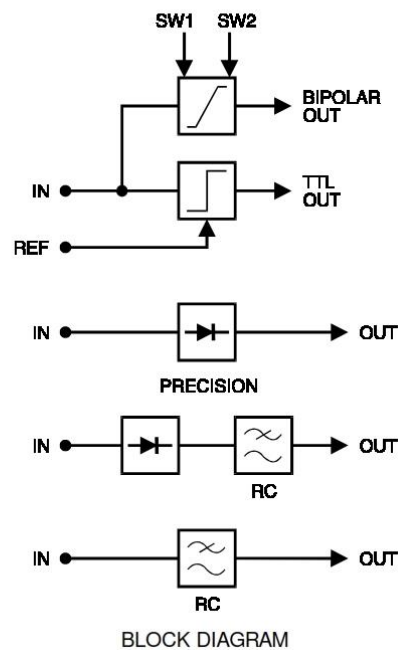 SW1 SW2
BIPOLAR
OUT
IN
TTL
OUT
REF
IN
OUT
PRECISION
IN
OUT
RC
IN
OUT
RC
BLOCK DIAGRAM